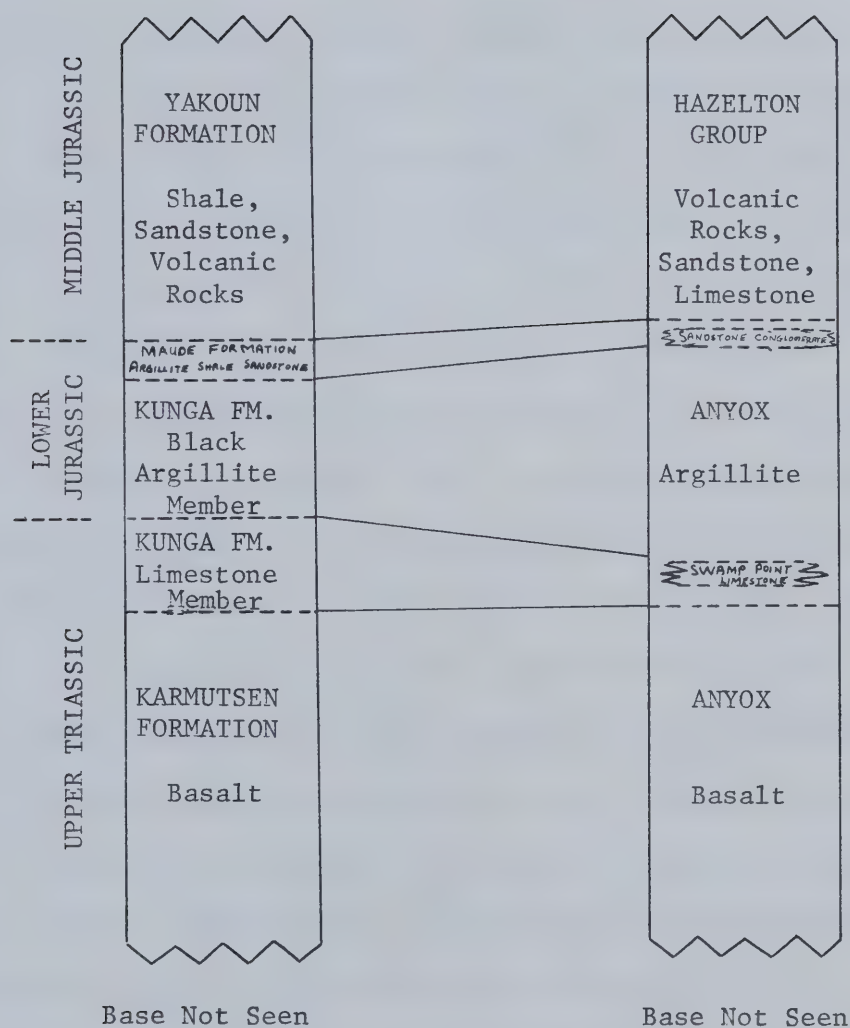 MIDDLE JURASSIC
LOWER
JURASSIC
UPPER TRIASSIC
YAKOUN
FORMATION
Shale,
Sandstone,
Volcanic
Rocks
MAUDE FORMATION
ARGILLITE SHALE SANDSTONE
KUNGA FM.
Black
Argillite
Member
KUNGA FM.
Limestone
Member
KARMUTSEN
FORMATION
Basalt
Base Not Seen
HAZELTON
GROUP
Volcanic
Rocks,
Sandstone,
Limestone
SANDSTONE CONGLOMERATE
ANYOX
Argillite
SWAMP POINT
LIMESTONE
ANYOX
Basalt
Base Not Seen